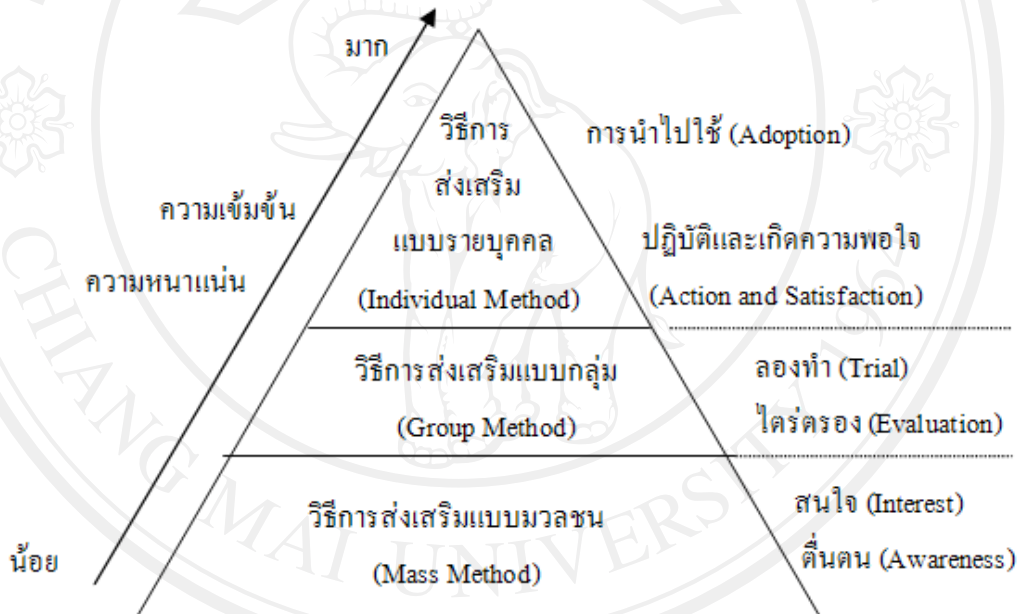 มาก
วิธีการ
ส่งเสริม
แบบรายบุคคล
(Individual Method)
การนำไปใช้ (Adoption)
ปฏิบัติและเกิดความพอใจ
(Action and Satisfaction)
ความเข้มข้น
ความหนาแน่น
วิธีการส่งเสริมแบบกลุ่ม
(Group Method)
ลองทำ (Trial)
ไตร่ตรอง (Evaluation)
วิธีการส่งเสริมแบบมวลชน
(Mass Method)
สนใจ (Interest)
ตื่นตน (Awareness)
น้อย
CHIANG MAI UNIVERSITY 196